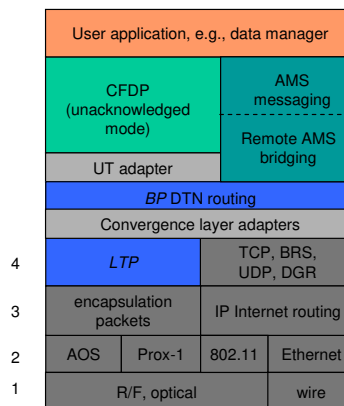 User application, e.g., data manager
CFDP
(unacknowledged
mode)
AMS
messaging
Remote AMS
bridging
UT adapter
BP DTN routing
Convergence layer adapters
4
LTP
TCP, BRS,
UDP, DGR
3
encapsulation
packets
IP Internet routing
2
AOS
Prox-1
802.11
Ethernet
1
R/F, optical
wire